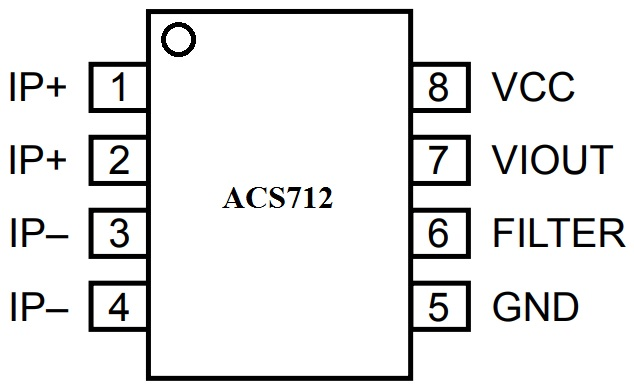 IP+ 1 8 VCC
IP+ 2 7 VIOUT
ACS712
IP– 3 6 FILTER
IP– 4 5 GND